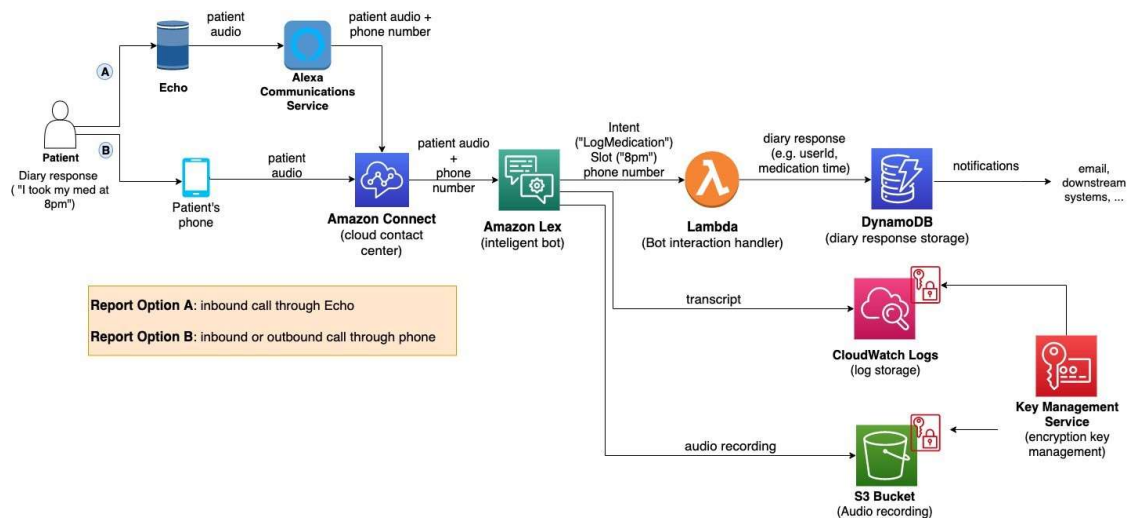 patient
audio
patient audio +
phone number
A
Echo
Alexa
Communications
Service
B
Patient
Diary response
( "I took my med at
8pm")
Patient's
phone
patient
audio
Amazon Connect
(cloud contact
center)
patient audio
+
phone
number
Amazon Lex
(inteligent bot)
Intent
("LogMedication")
Slot ("8pm")
phone number)
Lambda
(Bot interaction handler)
diary response
(e.g. userId,
medication time)
DynamoDB
(diary response storage)
notifications
email,
downstream
systems, ...
Report Option A: inbound call through Echo
Report Option B: inbound or outbound call through phone
transcript
CloudWatch Logs
(log storage)
Key Management
Service
(encryption key
management)
audio recording
S3 Bucket
(Audio recording)